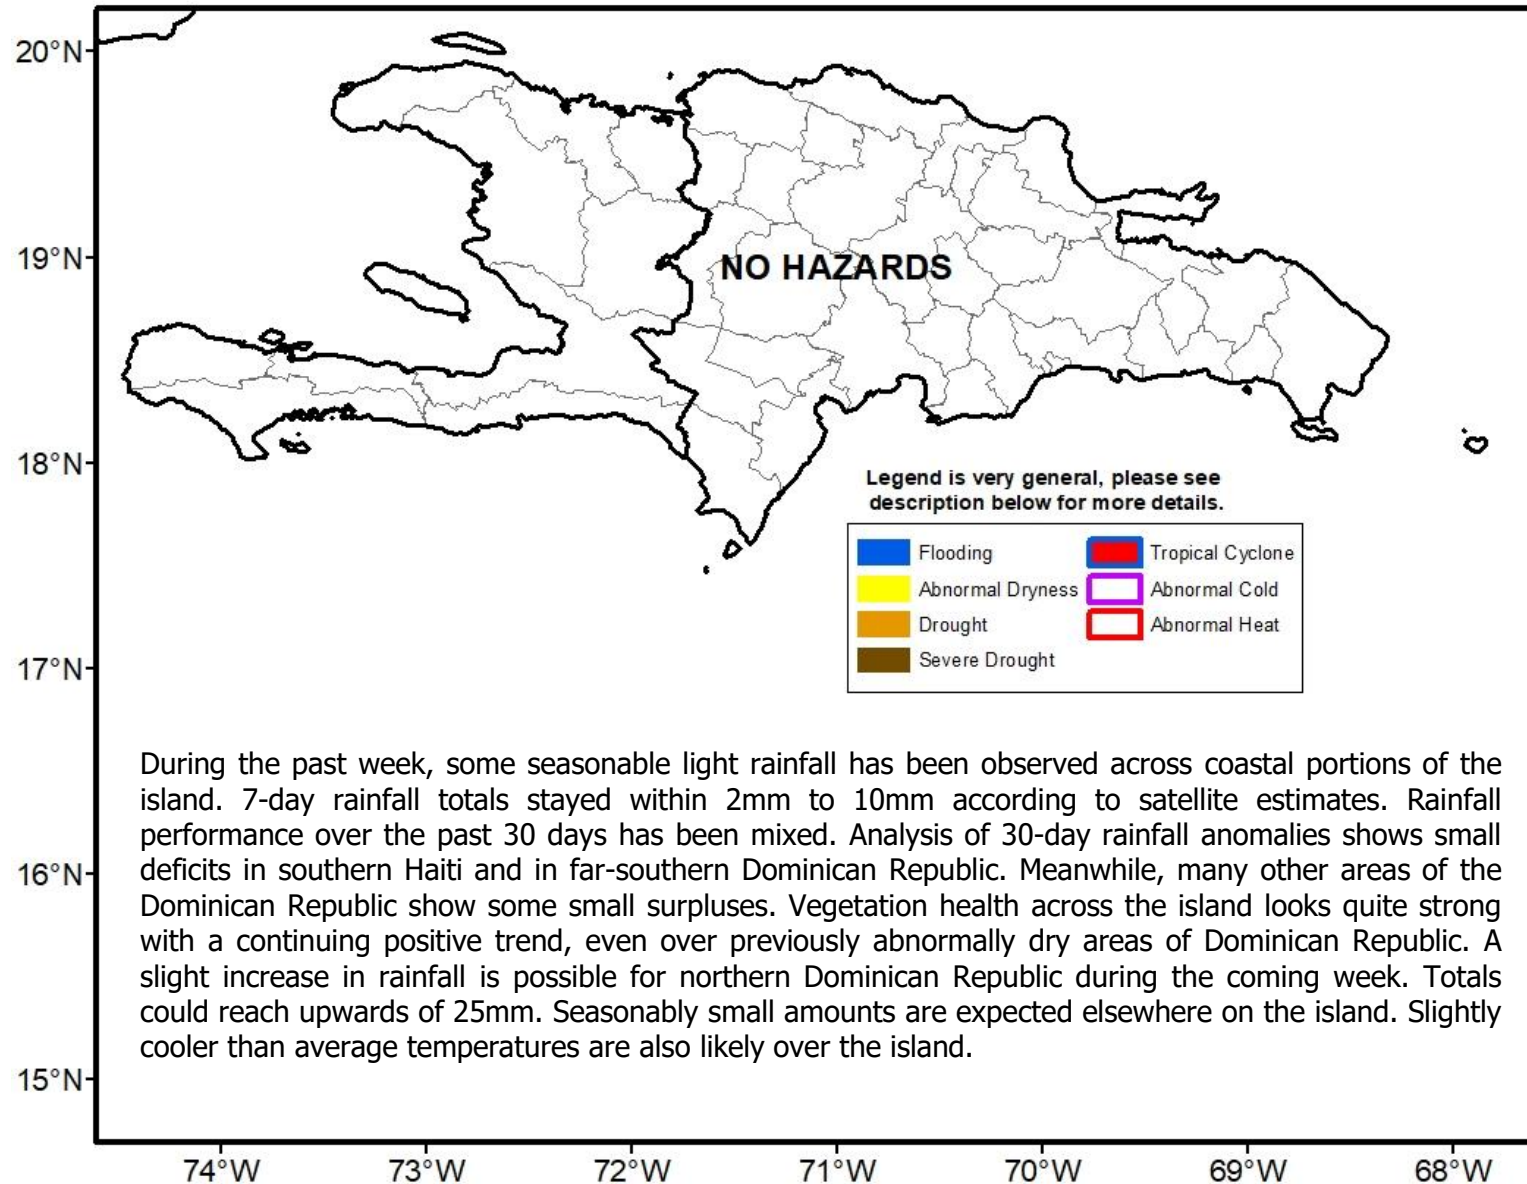 20°N
19°N
NO HAZARDS
18°N
Legend is very general, please see
description below for more details.
Flooding
Tropical Cyclone
Abnormal Dryness
Abnormal Cold
Drought
Abnormal Heat
Severe Drought
17°N
During the past week, some seasonable light rainfall has been observed across coastal portions of the
island. 7-day rainfall totals stayed within 2mm to 10mm according to satellite estimates. Rainfall
performance over the past 30 days has been mixed. Analysis of 30-day rainfall anomalies shows small
deficits in southern Haiti and in far-southern Dominican Republic. Meanwhile, many other areas of the
Dominican Republic show some small surpluses. Vegetation health across the island looks quite strong
with a continuing positive trend, even over previously abnormally dry areas of Dominican Republic. A
slight increase in rainfall is possible for northern Dominican Republic during the coming week. Totals
could reach upwards of 25mm. Seasonably small amounts are expected elsewhere on the island. Slightly
cooler than average temperatures are also likely over the island.
16°N
15°N
74°W
73°W
72°W
71°W
70°W
69°W
68°W